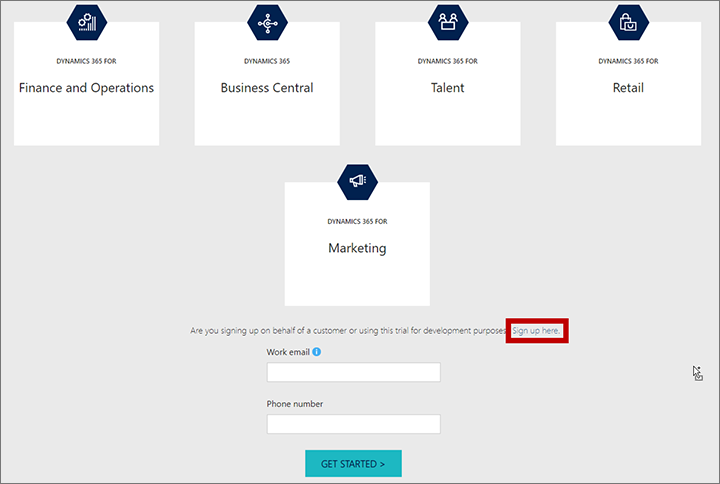 DYNAMICS 365 FOR
Finance and Operations
DYNAMICS 365
Business Central
DYNAMICS 365 FOR
Talent
DYNAMICS 365 FOR
Retail
DYNAMICS 365 FOR
Marketing
Are you signing up on behalf of a customer or using this trial for development purposes Sign up here.
Work email
Phone number
GET STARTED >